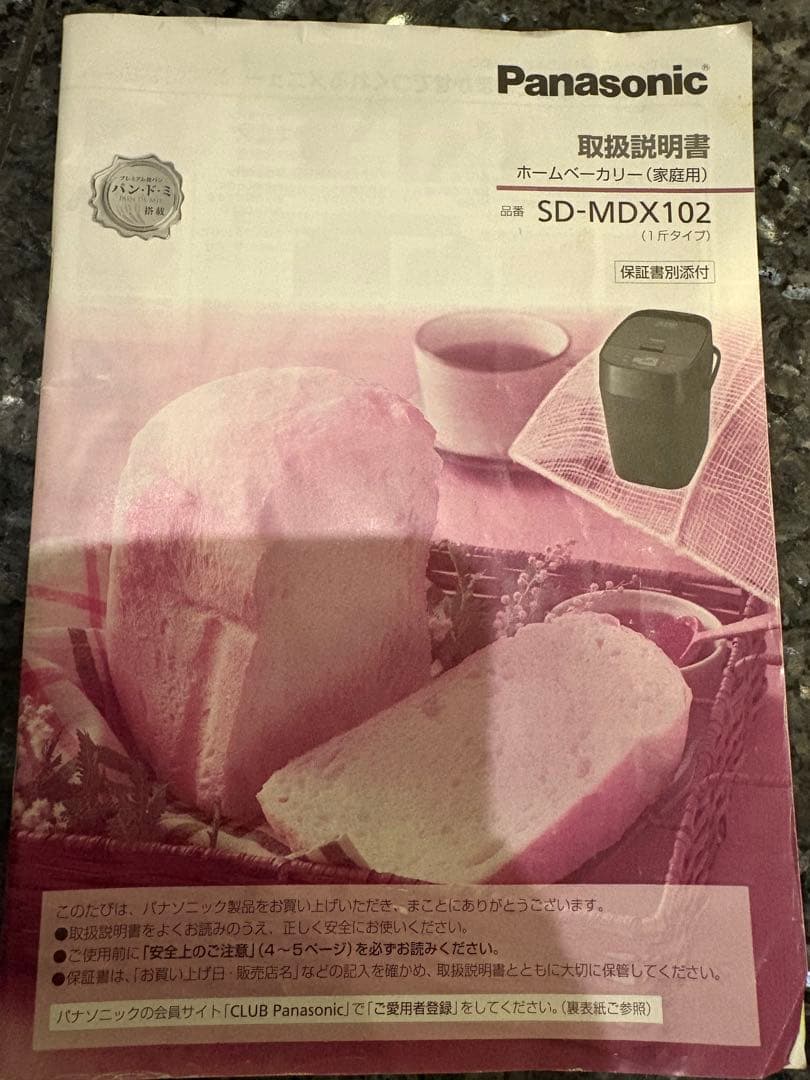 Panasonic®
取扱説明書
ホームベーカリー(家庭用)
品番 SD-MDX102
(1斤タイプ)
保証書別添付
プレミアム食パン
パン・ド・ミ
PAIN DE MIE
搭載
このたびは、パナソニック製品をお買い上げいただき、まことにありがとうございます。
●取扱説明書をよくお読みのうえ、正しく安全にお使いください。
●ご使用前に「安全上のご注意」(4〜5ページ)を必ずお読みください。
●保証書は、「お買い上げ日・販売店名」などの記入を確かめ、取扱説明書とともに大切に保管してください。
パナソニックの会員サイト「CLUB Panasonic」で「ご愛用者登録」をしてください。(裏表紙ご参照)